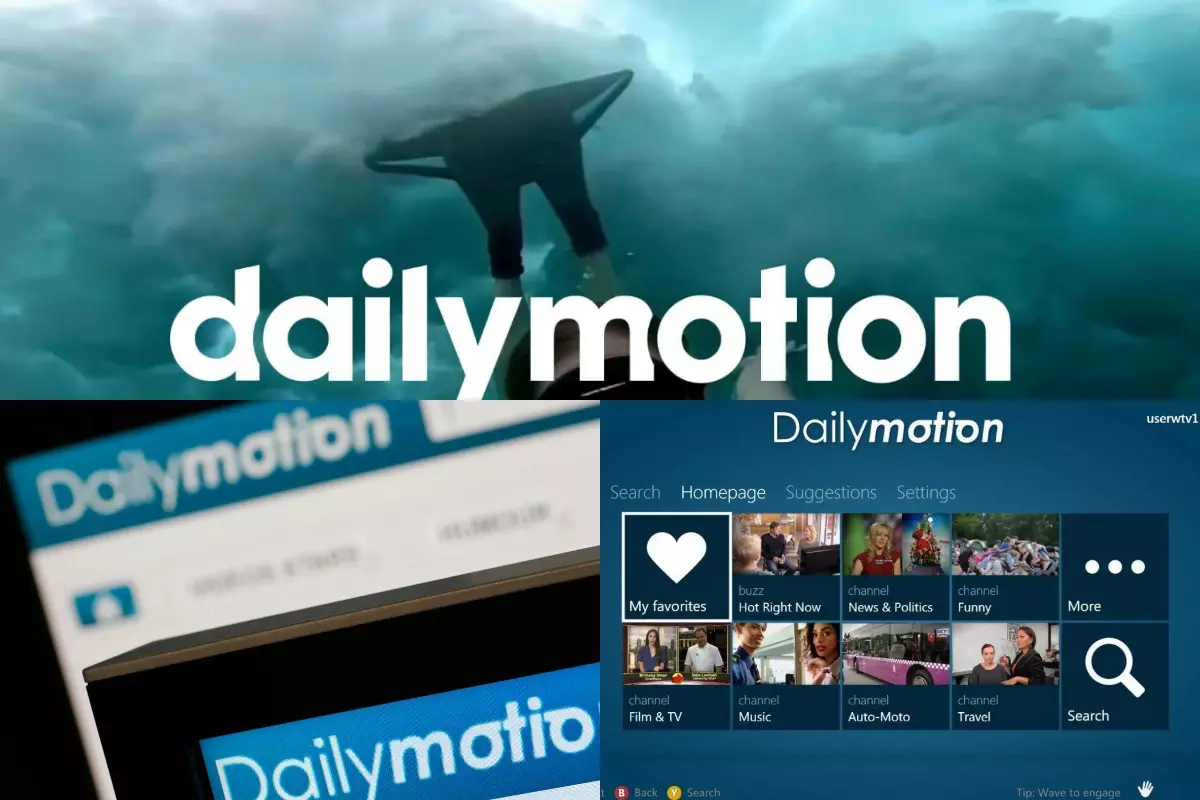 dailymotion
Dailymotion
Dailymotio
Dailymotion
userwtv1
Search Homepage Suggestions Settings
My favorites
buzz
Hot Right Now
channel
News & Politics
channel
Funny
More
channel
Film & TV
channel
Music
channel
Auto-Moto
channel
Travel
Search
B Back Y Search
Tip: Wave to engage